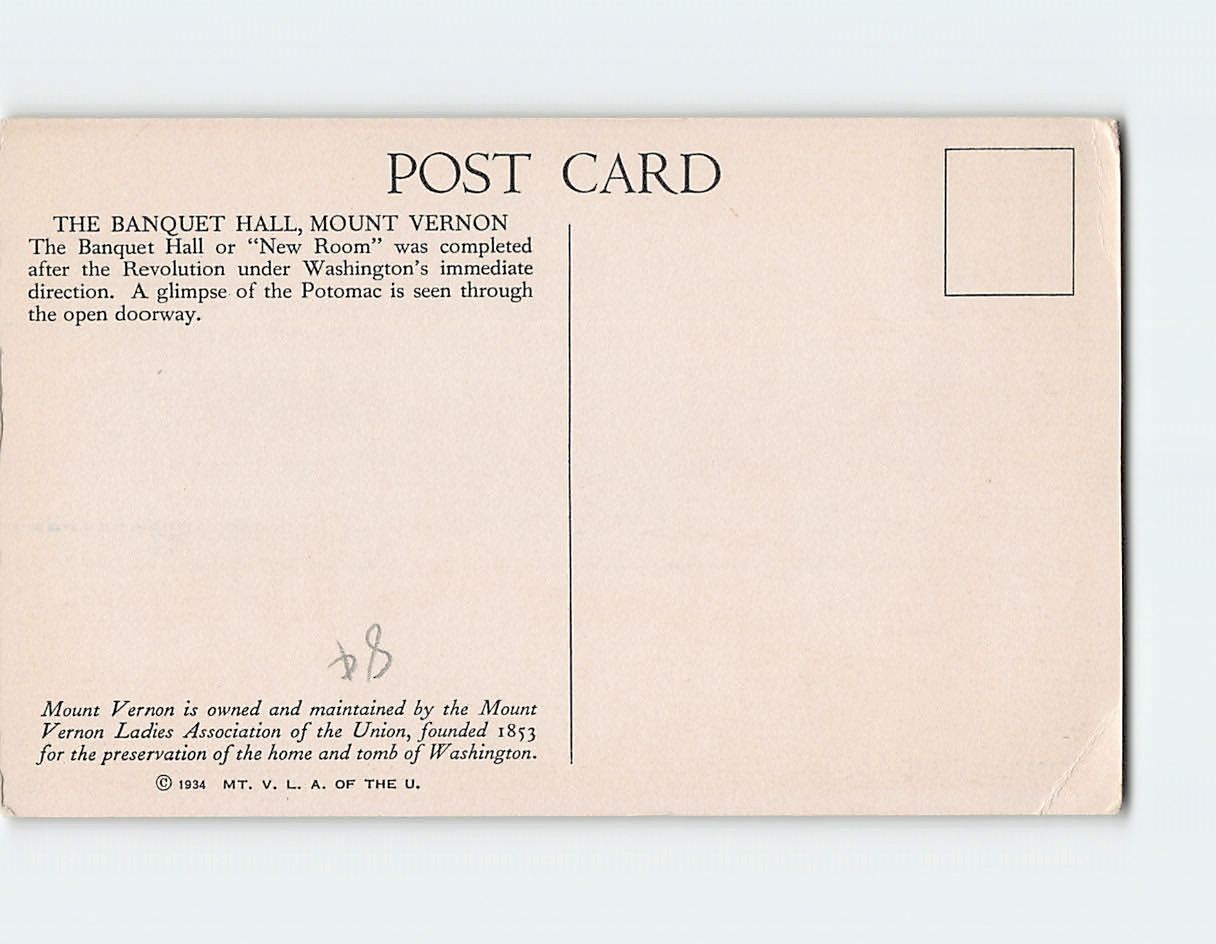 POST CARD
THE BANQUET HALL, MOUNT VERNON
The Banquet Hall or “New Room” was completed
after the Revolution under Washington’s immediate
direction. A glimpse of the Potomac is seen through
the open doorway.
Mount Vernon is owned and maintained by the Mount
Vernon Ladies Association of the Union, founded 1853
for the preservation of the home and tomb of Washington.
© 1934 MT. V. L. A. OF THE U.